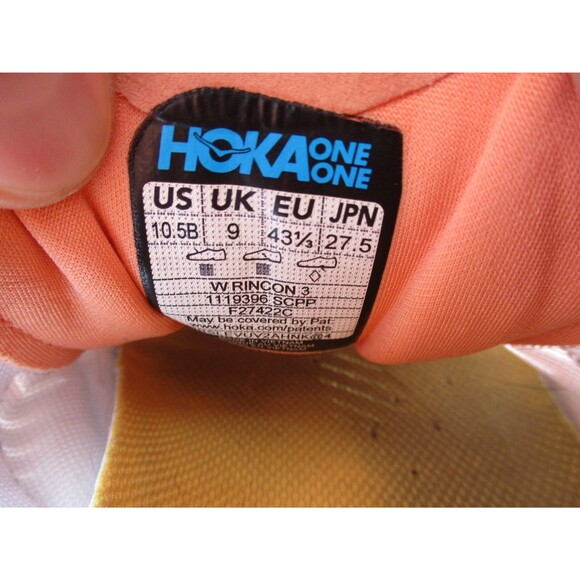 HOKA ONE ONE
US UK EU JPN
10.5B 9 43⅓ 27.5
W RINCON 3
1119396 SCPP
F27422C
May be covered by Pat.
www.hoka.com/patents
VIETNAM